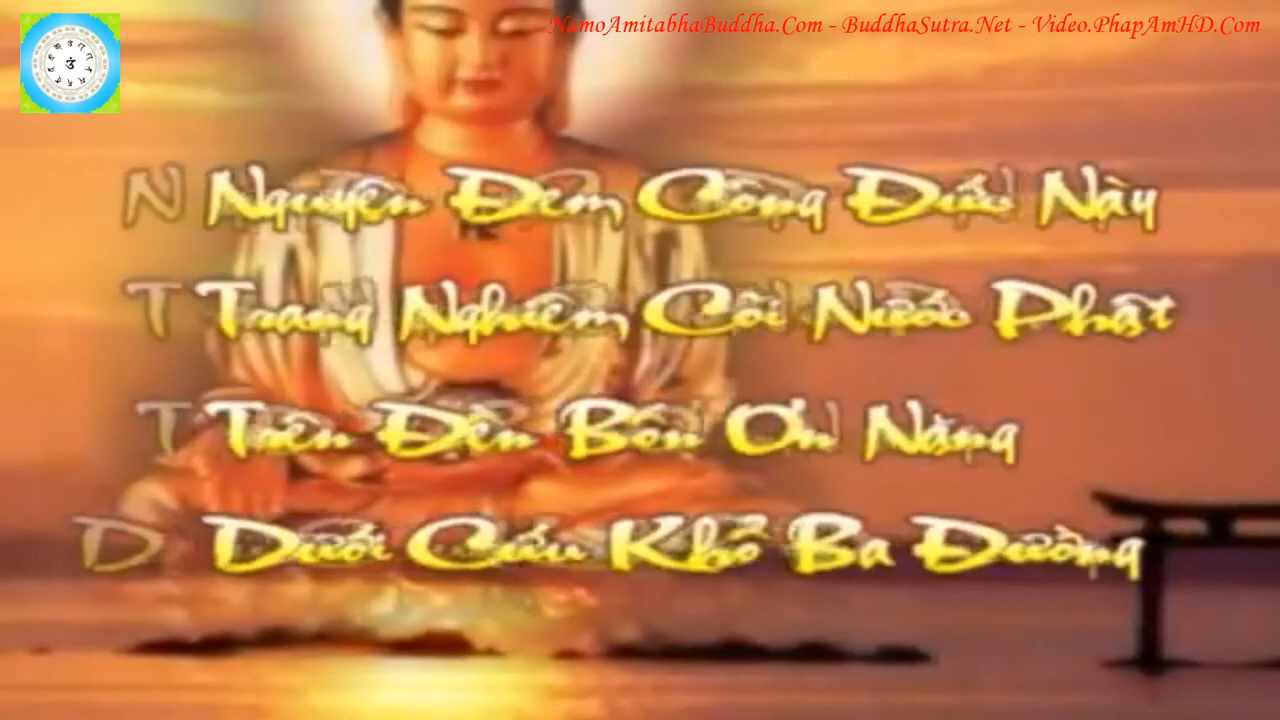 NamoAmitabhaBuddha.Com - BuddhaSutra.Net - Video.PhapAmHD.Com
N Nguyện Đem Công Đức Này
T Trang Nghiêm Cõi Nước Phật
T Trên Đền Bốn Ơn Nặng
D Dưới Cứu Khổ Ba Đường